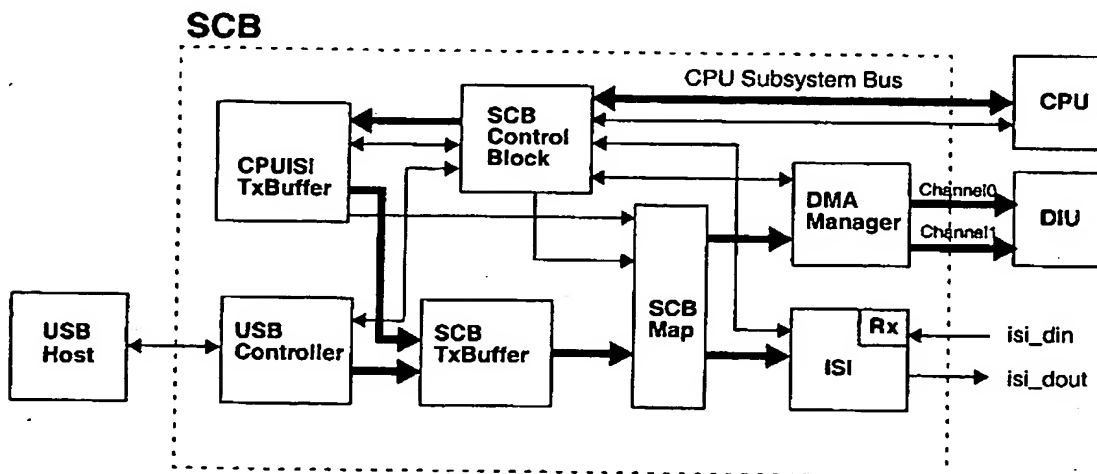 SCB
CPU Subsystem Bus
CPU
SCB
Control
Block
CPUISI
TxBuffer
DMA
Manager
Channel0
Channel1
DIU
SCB
Map
USB
Host
USB
Controller
SCB
TxBuffer
Rx
ISI
isi_din
isi_dout